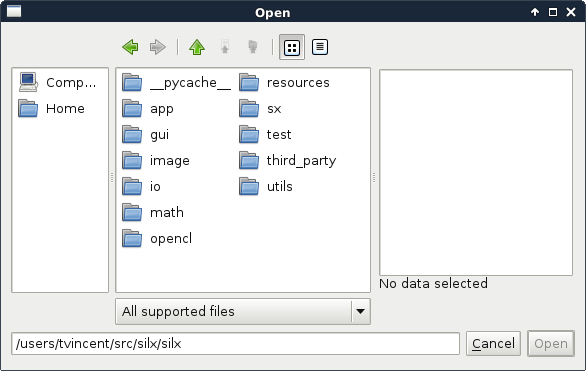 Open
Comp...
Home
__pycache__
app
gui
image
io
math
opencl
resources
sx
test
third_party
utils
No data selected
All supported files
/users/tvincent/src/silx/silx
Cancel
Open